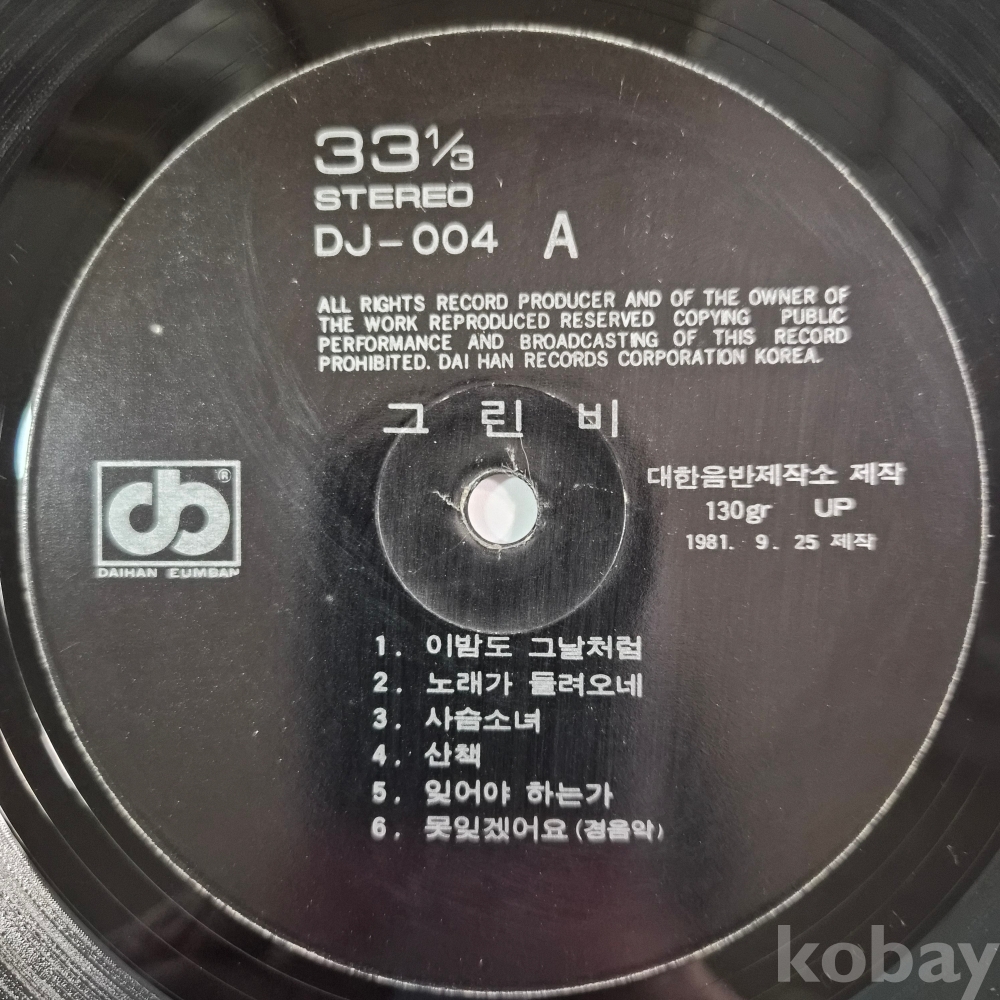 33⅓
STEREO
DJ-004 A
ALL RIGHTS RECORD PRODUCER AND OF THE OWNER OF
THE WORK REPRODUCED RESERVED COPYING PUBLIC
PERFORMANCE AND BROADCASTING OF THIS RECORD
PROHIBITED. DAI HAN RECORDS CORPORATION KOREA.
그린비
db®
DAIHAN EUMBAN
대한음반제작소 제작
130gr UP
1981. 9. 25 제작
1. 이밤도 그날처럼
2. 노래가 들려오네
3. 사슴소녀
4. 산책
5. 잊어야 하는가
6. 못잊겠어요(경음악)
kobay